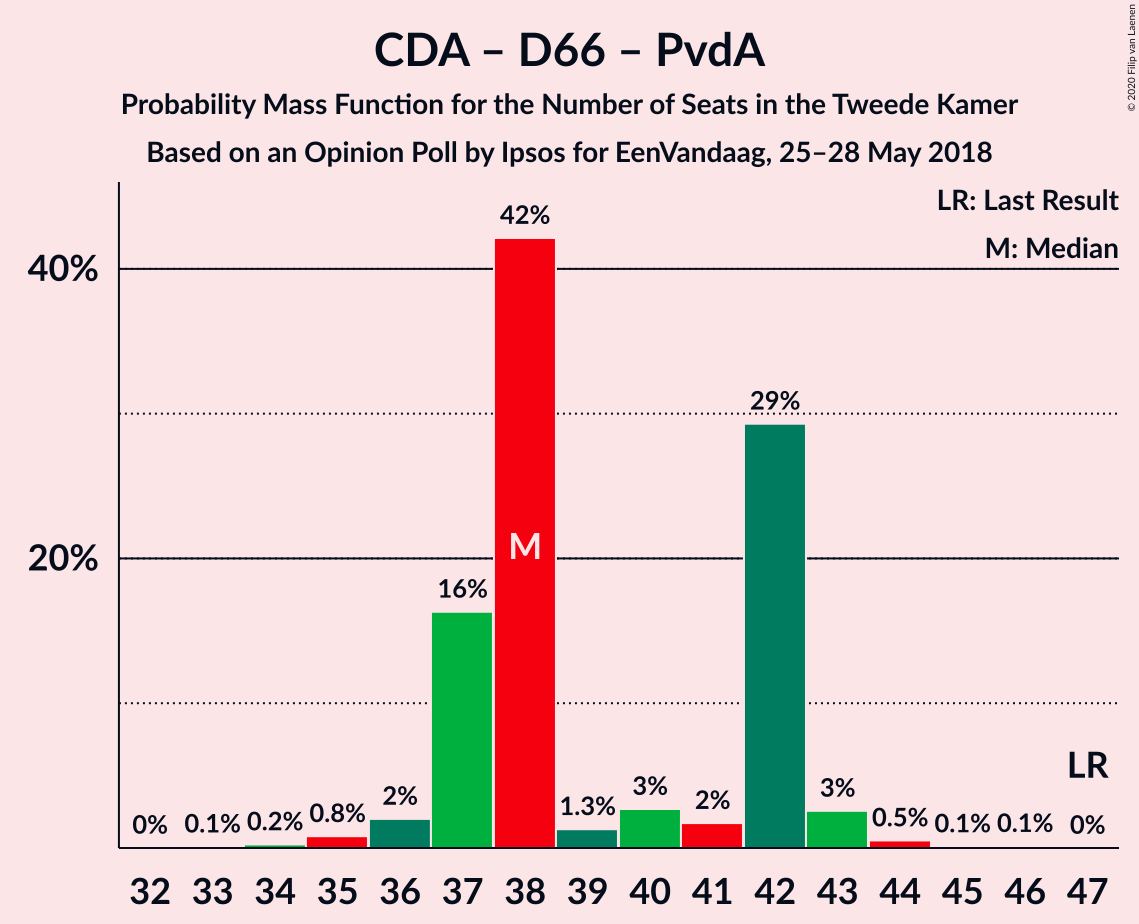 CDA – D66 – PvdA
Probability Mass Function for the Number of Seats in the Tweede Kamer
Based on an Opinion Poll by Ipsos for EenVandaag, 25–28 May 2018
© 2020 Filip van Laenen
LR: Last Result
M: Median
40%
20%
0% 0.1% 0.2% 0.8% 2% 16% 42% 1.3% 3% 2% 29% 3% 0.5% 0.1% 0.1% 0%
M
LR
32 33 34 35 36 37 38 39 40 41 42 43 44 45 46 47